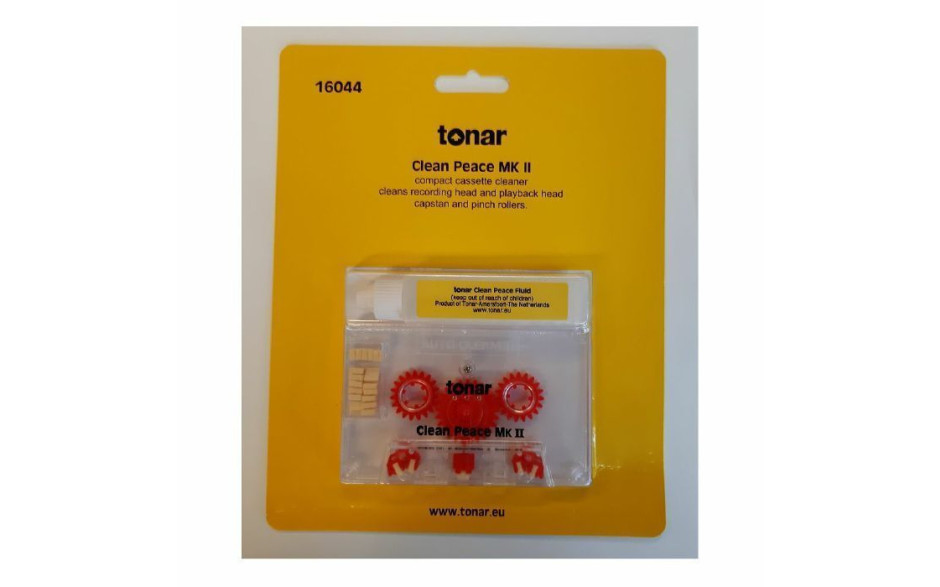 16044
tonar
Clean Peace MK II
compact cassette cleaner
cleans recording head and playback head
capstan and pinch rollers.
tonar Clean Peace Fluid
(keep out of reach of children)
Product of Tonar-Amersfoort-The Netherlands
www.tonar.eu
tonar
Clean Peace MK II
www.tonar.eu